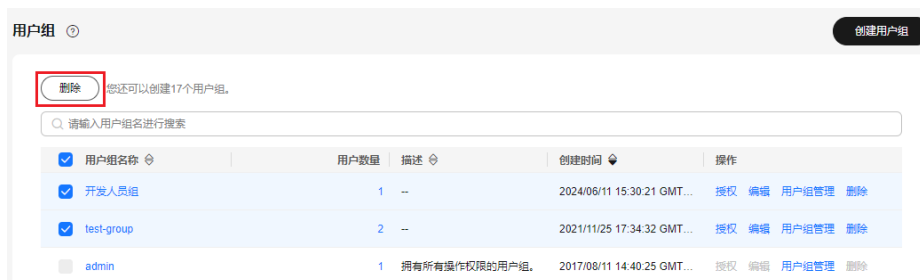 用户组
创建用户组
删除 您还可以创建17个用户组。
请输入用户组名进行搜索
用户组名称 用户数量 描述 创建时间 操作
开发人员组 1 -- 2024/06/11 15:30:21 GMT... 授权 编辑 用户组管理 删除
test-group 2 -- 2021/11/25 17:34:32 GMT... 授权 编辑 用户组管理 删除
admin 1 拥有所有操作权限的用户组。 2017/08/11 14:40:25 GMT... 授权 编辑 用户组管理 删除